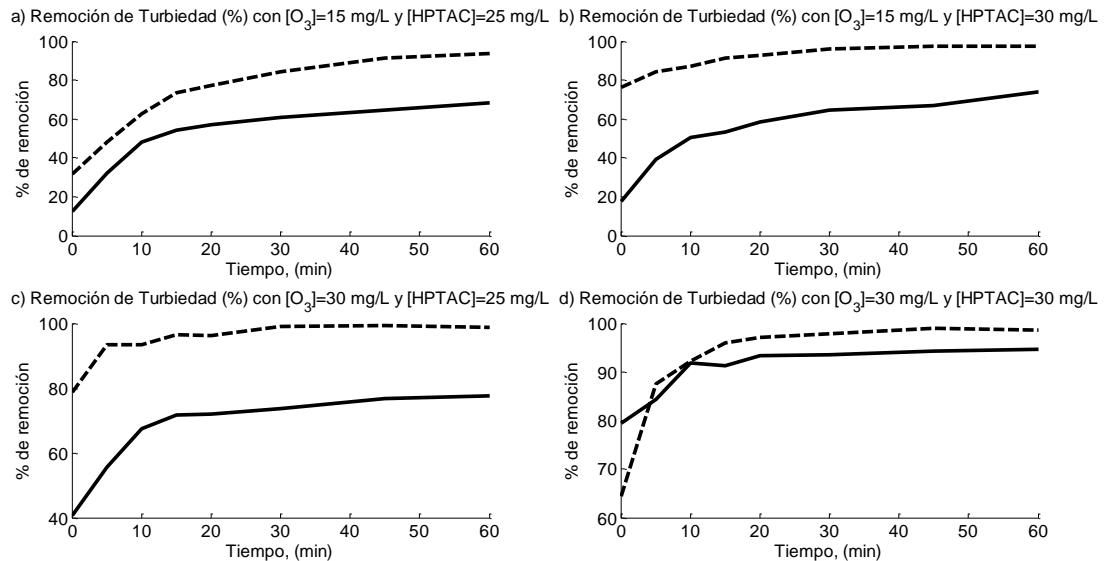 a) Remoción de Turbiedad (%) con [O3]=15 mg/L y [HPTAC]=25 mg/L
100
80
60
40
20
0
% de remoción
0 10 20 30 40 50 60
Tiempo, (min)
b) Remoción de Turbiedad (%) con [O3]=15 mg/L y [HPTAC]=30 mg/L
100
80
60
40
20
0
% de remoción
0 10 20 30 40 50 60
Tiempo, (min)
c) Remoción de Turbiedad (%) con [O3]=30 mg/L y [HPTAC]=25 mg/L
100
80
60
40
% de remoción
0 10 20 30 40 50 60
Tiempo, (min)
d) Remoción de Turbiedad (%) con [O3]=30 mg/L y [HPTAC]=30 mg/L
100
90
80
70
60
% de remoción
0 10 20 30 40 50 60
Tiempo, (min)